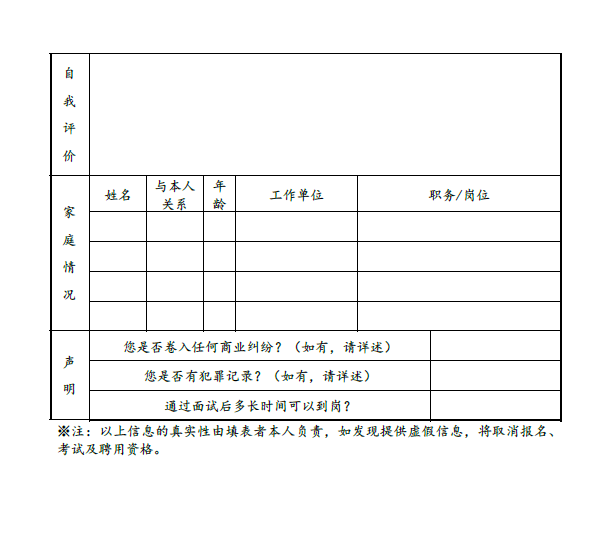 自我评价
姓名 与本人关系 年龄 工作单位 职务/岗位
家庭情况
声明
您是否卷入任何商业纠纷？（如有，请详述）
您是否有犯罪记录？（如有，请详述）
通过面试后多长时间可以到岗？
※注：以上信息的真实性由填表者本人负责，如发现提供虚假信息，将取消报名、
考试及聘用资格。